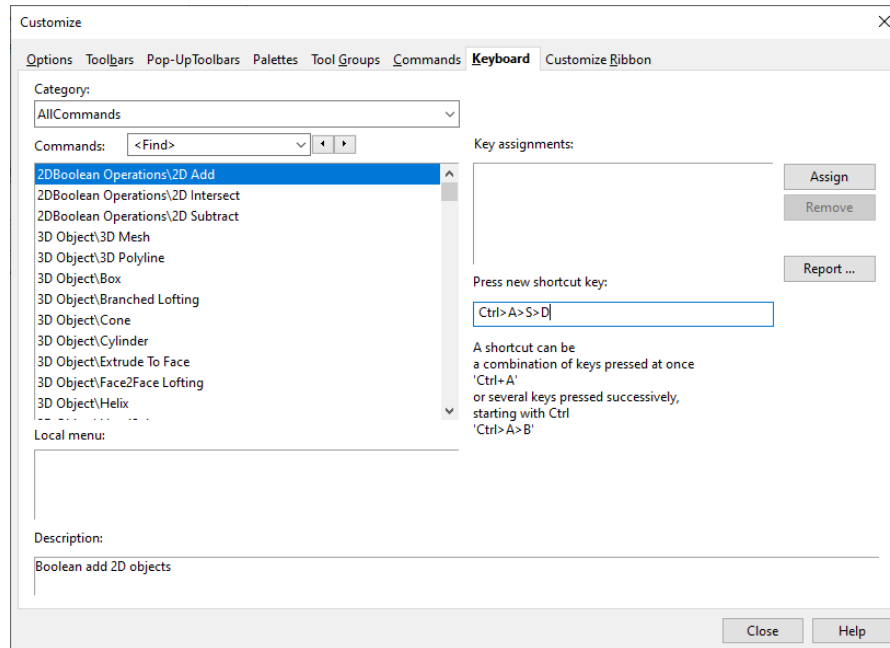 Customize
Options Toolbars Pop-UpToolbars Palettes Tool Groups Commands Keyboard Customize Ribbon
Category:
AllCommands
Commands: <Find>
Key assignments:
2DBoolean Operations\2D Add
2DBoolean Operations\2D Intersect
2DBoolean Operations\2D Subtract
3D Object\3D Mesh
3D Object\3D Polyline
3D Object\Box
3D Object\Branched Lofting
3D Object\Cone
3D Object\Cylinder
3D Object\Extrude To Face
3D Object\Face2Face Lofting
3D Object\Helix
Assign
Remove
Report ...
Press new shortcut key:
Ctrl>A>S>D
A shortcut can be
a combination of keys pressed at once
'Ctrl+A'
or several keys pressed successively,
starting with Ctrl
'Ctrl>A>B'
Local menu:
Description:
Boolean add 2D objects
Close Help